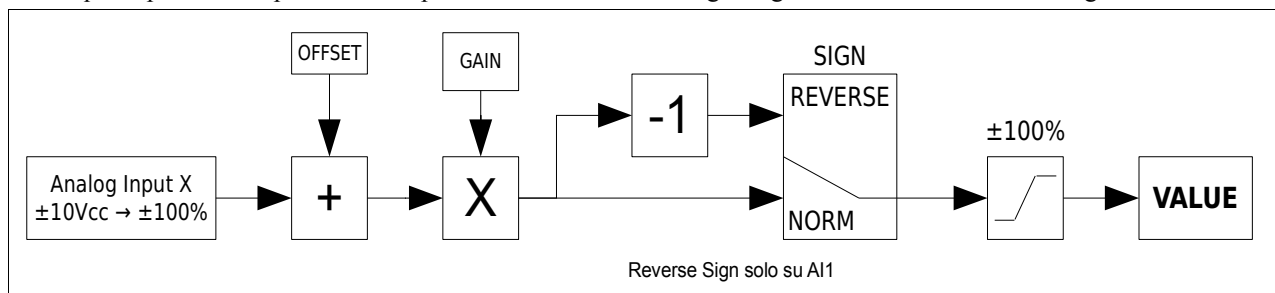 OFFSET
GAIN
SIGN
REVERSE
-1
±100%
Analog Input X
±10Vcc → ±100%
+
X
NORM
VALUE
Reverse Sign solo su AI1